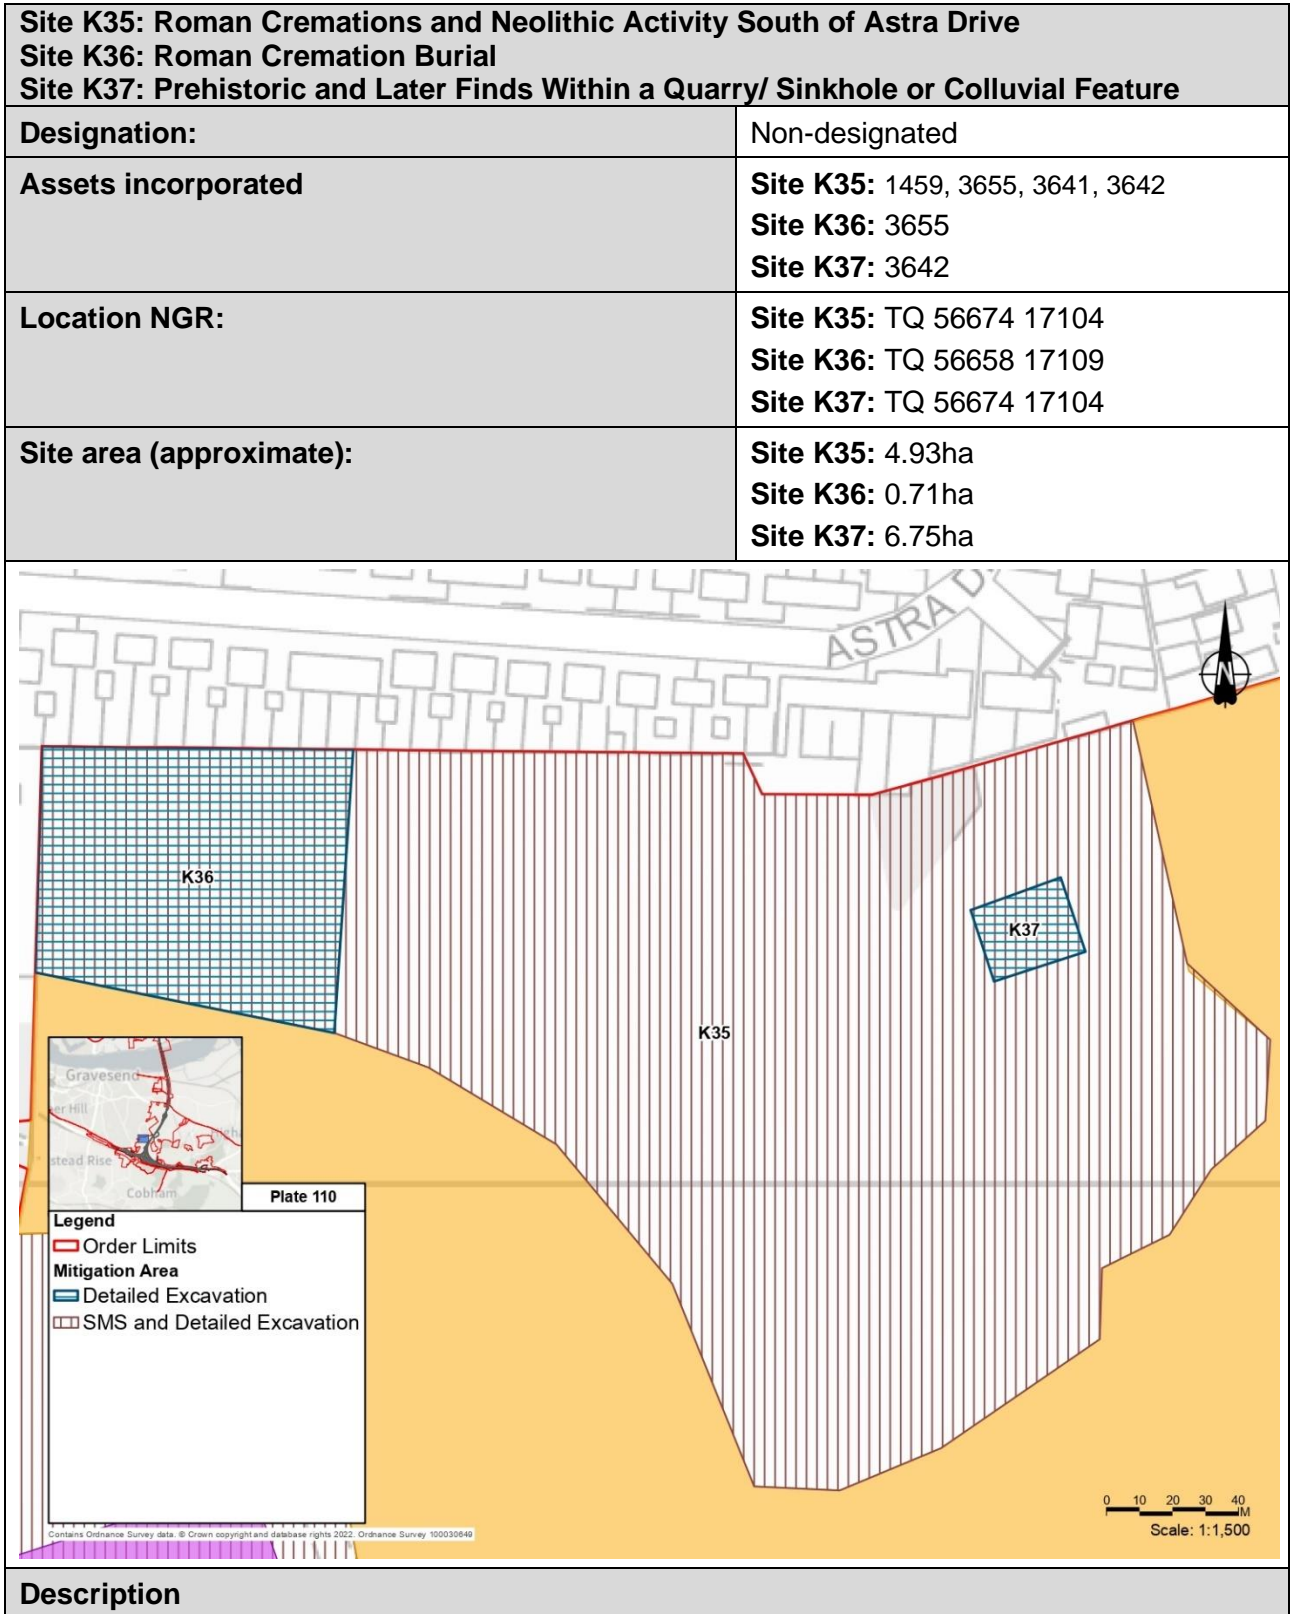 Site K35: Roman Cremations and Neolithic Activity South of Astra Drive
Site K36: Roman Cremation Burial
Site K37: Prehistoric and Later Finds Within a Quarry/ Sinkhole or Colluvial Feature
Designation:
Non-designated
Assets incorporated
Site K35: 1459, 3655, 3641, 3642
Site K36: 3655
Site K37: 3642
Location NGR:
Site K35: TQ 56674 17104
Site K36: TQ 56658 17109
Site K37: TQ 56674 17104
Site area (approximate):
Site K35: 4.93ha
Site K36: 0.71ha
Site K37: 6.75ha
ASTRA D
N
K36
K37
K35
Gravesend
er Hill
High
stead Rise
Cobham
Plate 110
Legend
Order Limits
Mitigation Area
Detailed Excavation
SMS and Detailed Excavation
0 10 20 30 40
M
Scale: 1:1,500
Contains Ordnance Survey data. © Crown copyright and database rights 2022. Ordnance Survey 100030649
Description